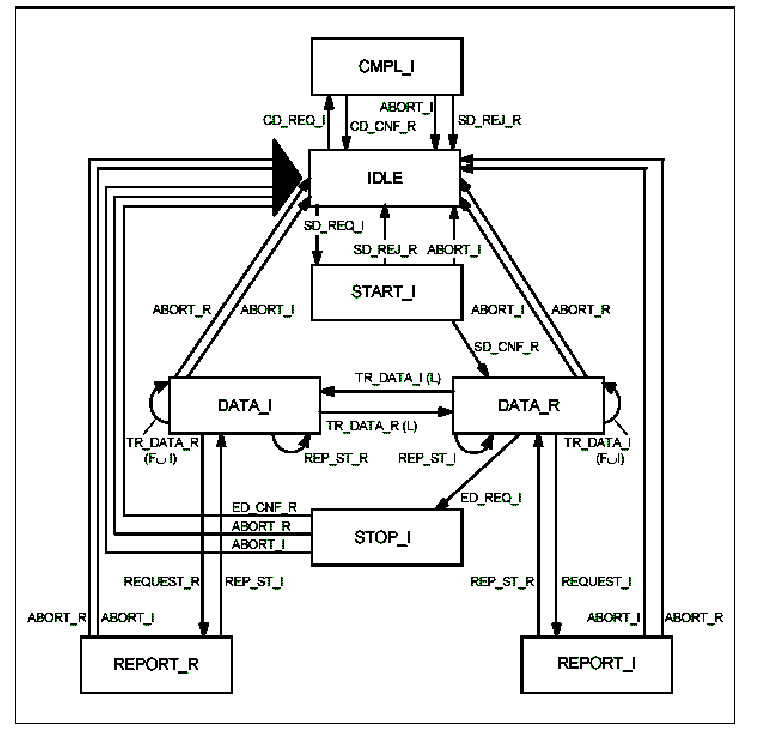 CMPL_I
CD_REQ_I
ABORT_I
CD_CNF_R
SD_REJ_R
IDLE
SD_REQ_I
SD_REJ_R
ABORT_I
START_I
ABORT_R
ABORT_I
ABORT_I
ABORT_R
SD_CNF_R
TR_DATA_I (L)
DATA_I
DATA_R
TR_DATA_R (L)
TR_DATA_R
(F_, I)
REP_ST_R
REP_ST_I
TR_DATA_I
(F_, I)
ED_REQ_I
ED_CNF_R
ABORT_R
ABORT_I
STOP_I
REQUEST_R
REP_ST_I
REP_ST_R
REQUEST_I
ABORT_R
ABORT_I
ABORT_I
ABORT_R
REPORT_R
REPORT_I